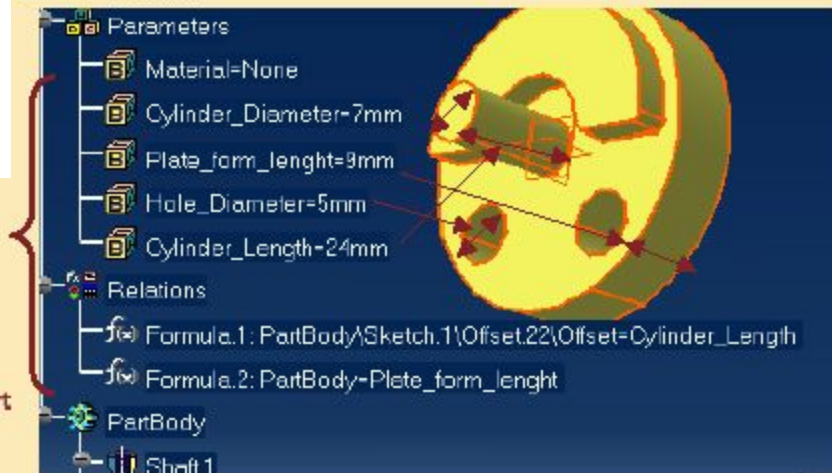 Parameters
Material=None
Cylinder_Diameter=7mm
Plate_form_lenght=9mm
Hole_Diameter=5mm
Cylinder_Length=24mm
Relations
Formula.1: PartBody\Sketch.1\Offset.22\Offset=Cylinder_Length
Formula.2: PartBody=Plate_form_lenght
PartBody
Shaft.1